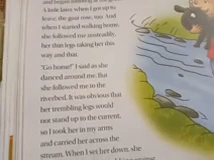 A little later, when I got up to
leave, the goat rose, too. And
when I started walking home,
she followed me unsteadily,
her thin legs taking her this
way and that.
"Go home!" I said as she
danced around me. But
she followed me to the
riverbed. It was obvious that
her trembling legs would
not stand up to the current,
so I took her in my arms
and carried her across the
stream. When I set her down, she